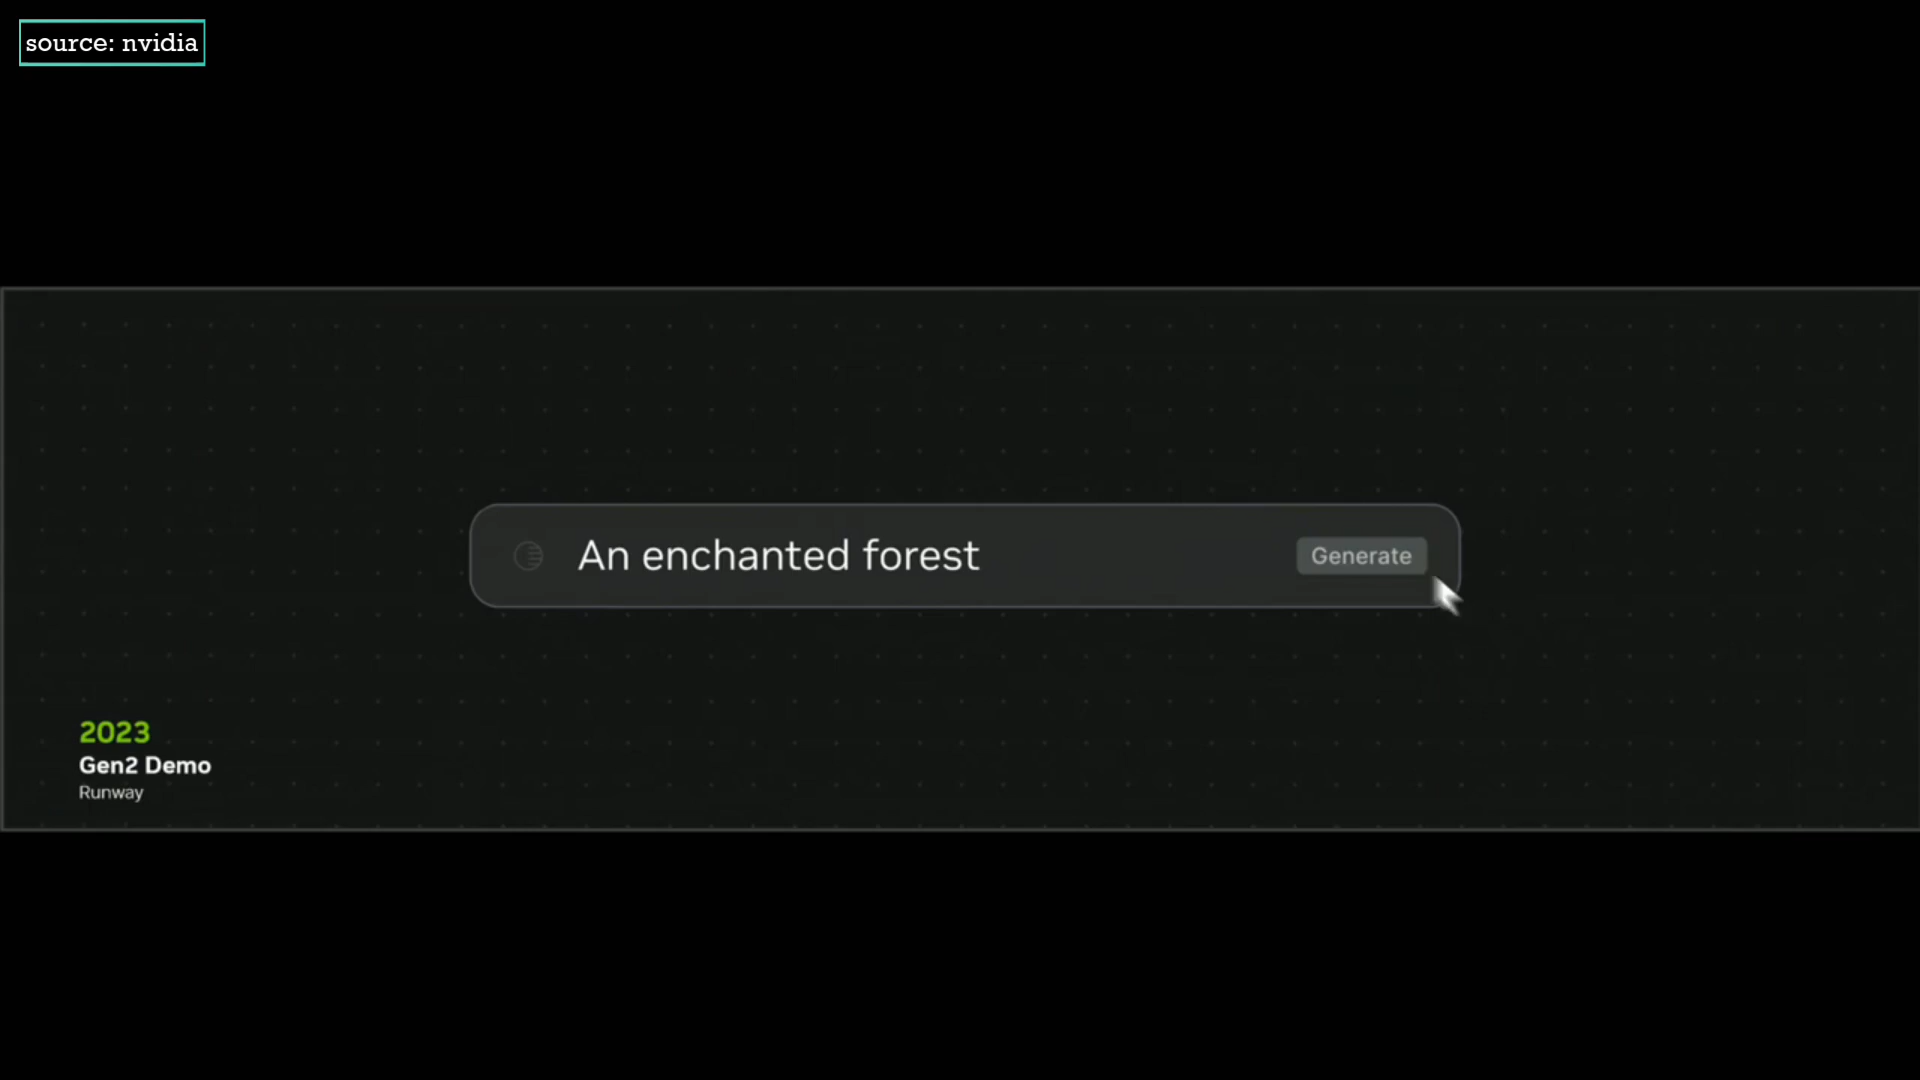 source: nvidia
An enchanted forest
Generate
2023
Gen2 Demo
Runway